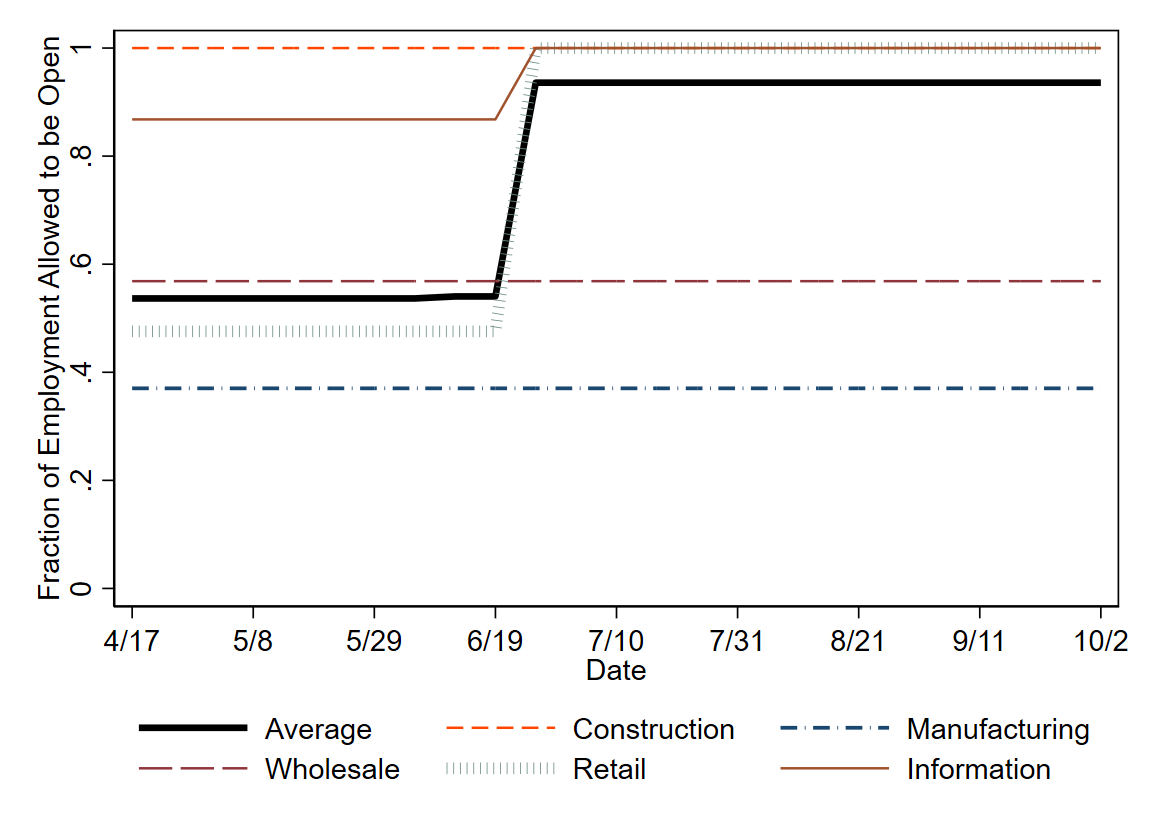 Fraction of Employment Allowed to be Open
1
.8
.6
.4
.2
0
4/17 5/8 5/29 6/19 7/10 7/31 8/21 9/11 10/2
Date
Average Construction Manufacturing
Wholesale Retail Information